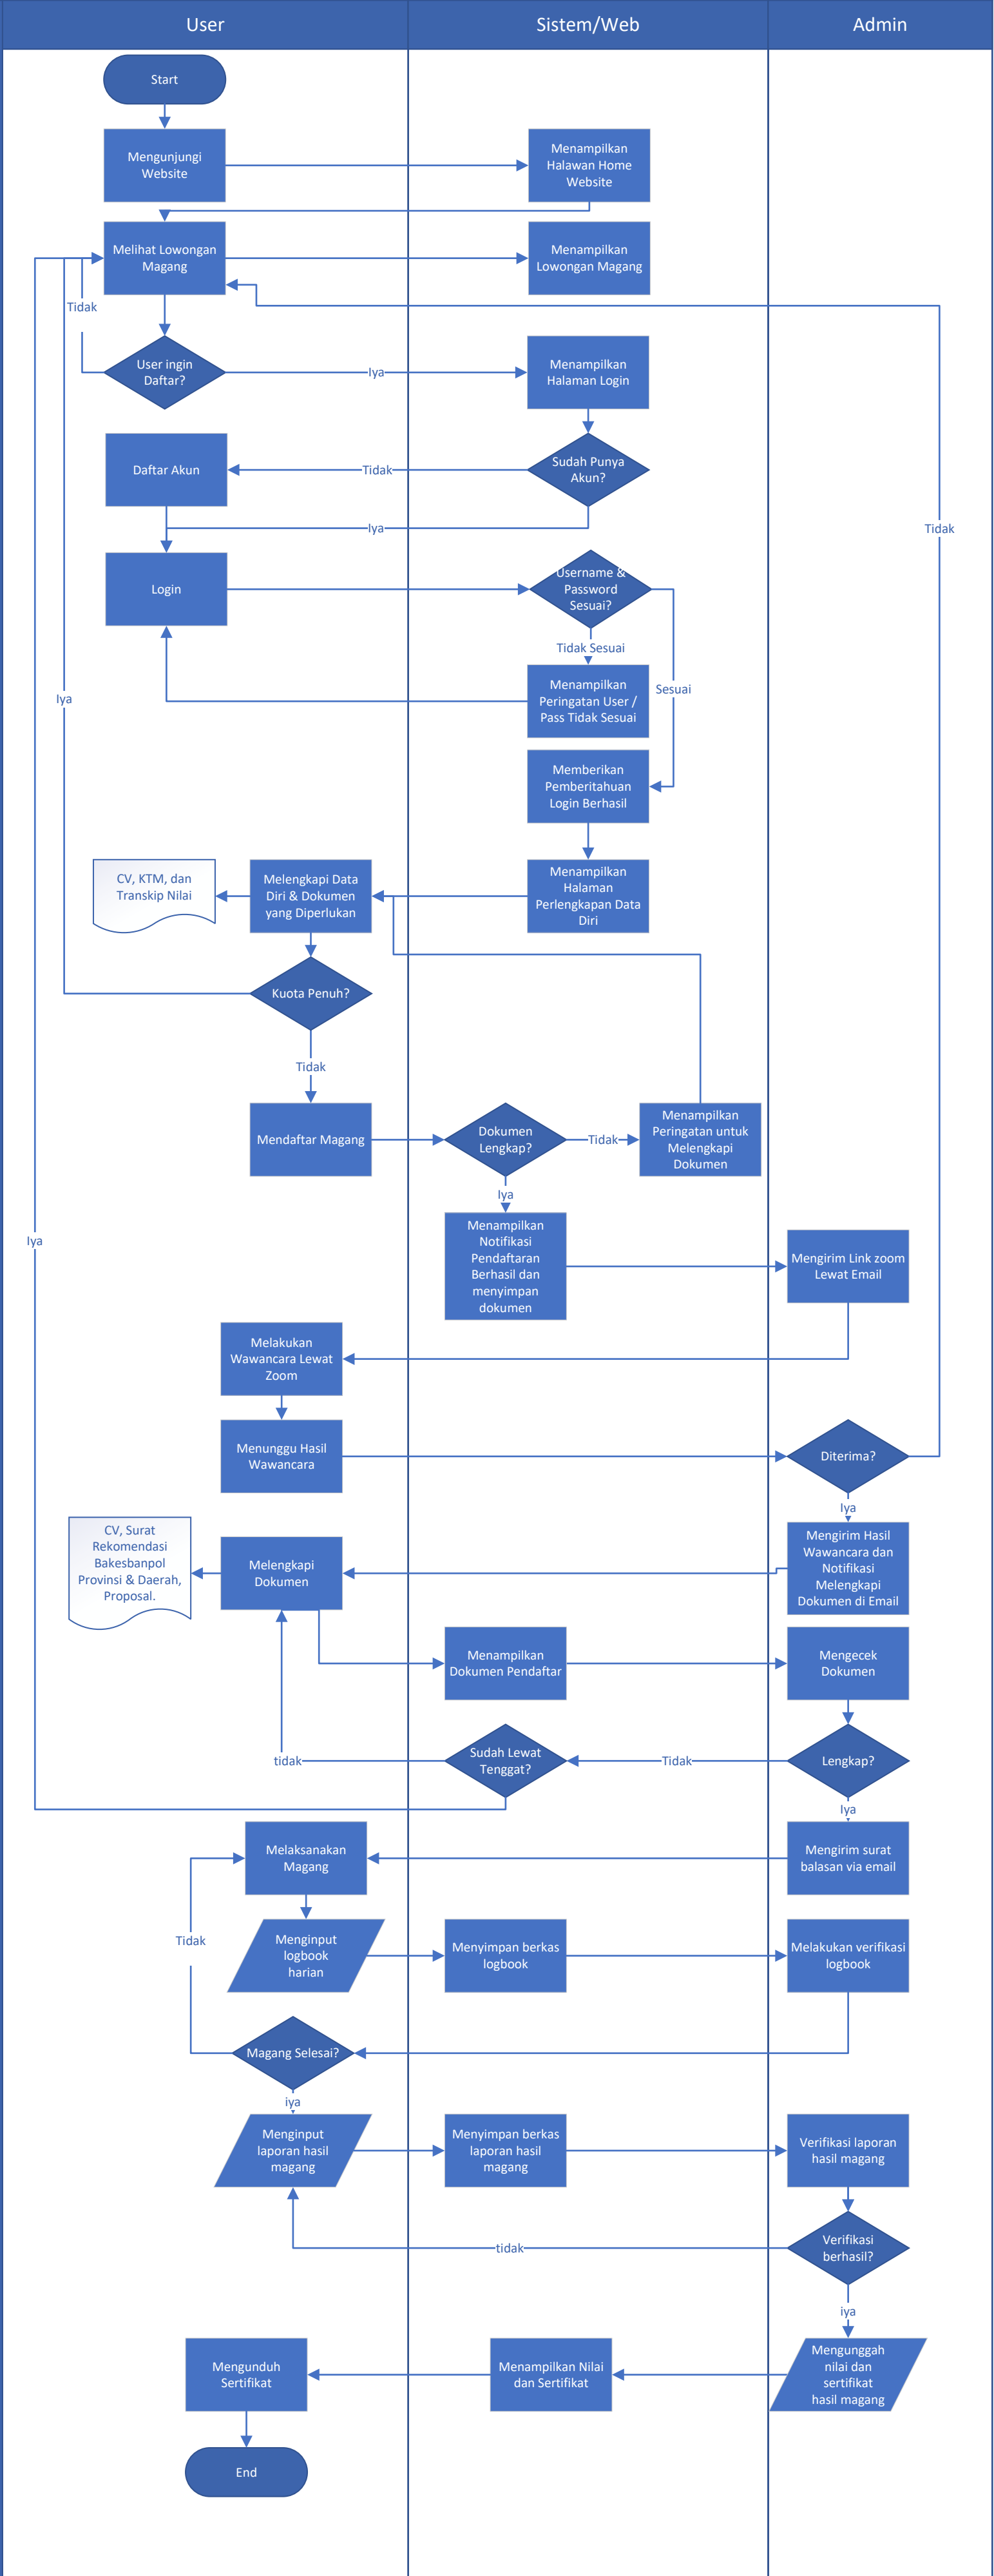 User
Sistem/Web
Admin
Start
Mengunjungi
Website
Menampilkan
Halawan Home
Website
Melihat Lowongan
Magang
Menampilkan
Lowongan Magang
Tidak
User ingin
Daftar?
Iya
Menampilkan
Halaman Login
Daftar Akun
Tidak
Sudah Punya
Akun?
Iya
Tidak
Login
Username &
Password
Sesuai?
Tidak Sesuai
Sesuai
Iya
Menampilkan
Peringatan User /
Pass Tidak Sesuai
Memberikan
Pemberitahuan
Login Berhasil
CV, KTM, dan
Transkip Nilai
Melengkapi Data
Diri & Dokumen
yang Diperlukan
Menampilkan
Halaman
Perlengkapan Data
Diri
Kuota Penuh?
Tidak
Mendaftar Magang
Dokumen
Lengkap?
Tidak
Menampilkan
Peringatan untuk
Melengkapi
Dokumen
Iya
Iya
Menampilkan
Notifikasi
Pendaftaran
Berhasil dan
menyimpan
dokumen
Mengirim Link zoom
Lewat Email
Melakukan
Wawancara Lewat
Zoom
Menunggu Hasil
Wawancara
Diterima?
Iya
CV, Surat
Rekomendasi
Bakesbanpol
Provinsi & Daerah,
Proposal.
Melengkapi
Dokumen
Mengirim Hasil
Wawancara dan
Notifikasi
Melengkapi
Dokumen di Email
Menampilkan
Dokumen Pendaftar
Mengecek
Dokumen
tidak
Sudah Lewat
Tenggat?
Tidak
Lengkap?
Iya
Melaksanakan
Magang
Mengirim surat
balasan via email
Tidak
Menginput
logbook
harian
Menyimpan berkas
logbook
Melakukan verifikasi
logbook
Magang Selesai?
iya
Menginput
laporan hasil
magang
Menyimpan berkas
laporan hasil
magang
Verifikasi laporan
hasil magang
tidak
Verifikasi
berhasil?
iya
Mengunduh
Sertifikat
Menampilkan Nilai
dan Sertifikat
Mengunggah
nilai dan
sertifikat
hasil magang
End